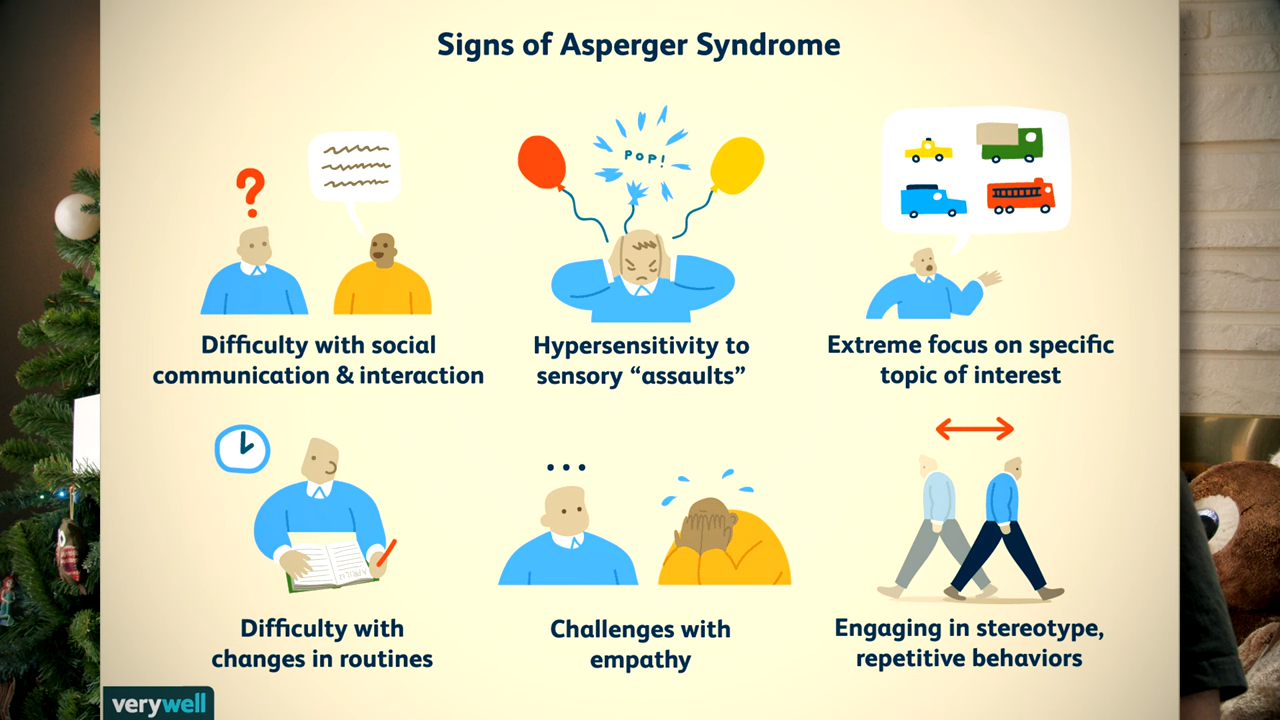 Signs of Asperger Syndrome
POP!
Difficulty with social
communication & interaction
Hypersensitivity to
sensory “assaults”
Extreme focus on specific
topic of interest
APRIL
Difficulty with
changes in routines
Challenges with
empathy
Engaging in stereotype,
repetitive behaviors
verywell